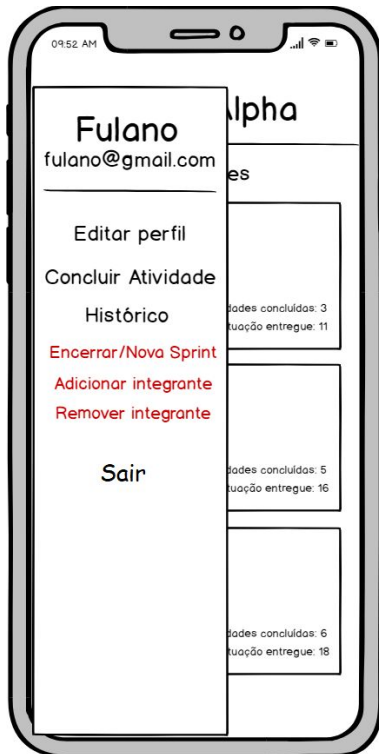 09:52 AM
Alpha
Fulano
fulano@gmail.com
es
Editar perfil
Concluir Atividade
Histórico
Encerrar/Nova Sprint
Adicionar integrante
Remover integrante
Sair
dades concluídas: 3
tuação entregue: 11
dades concluídas: 5
tuação entregue: 16
dades concluídas: 6
tuação entregue: 18